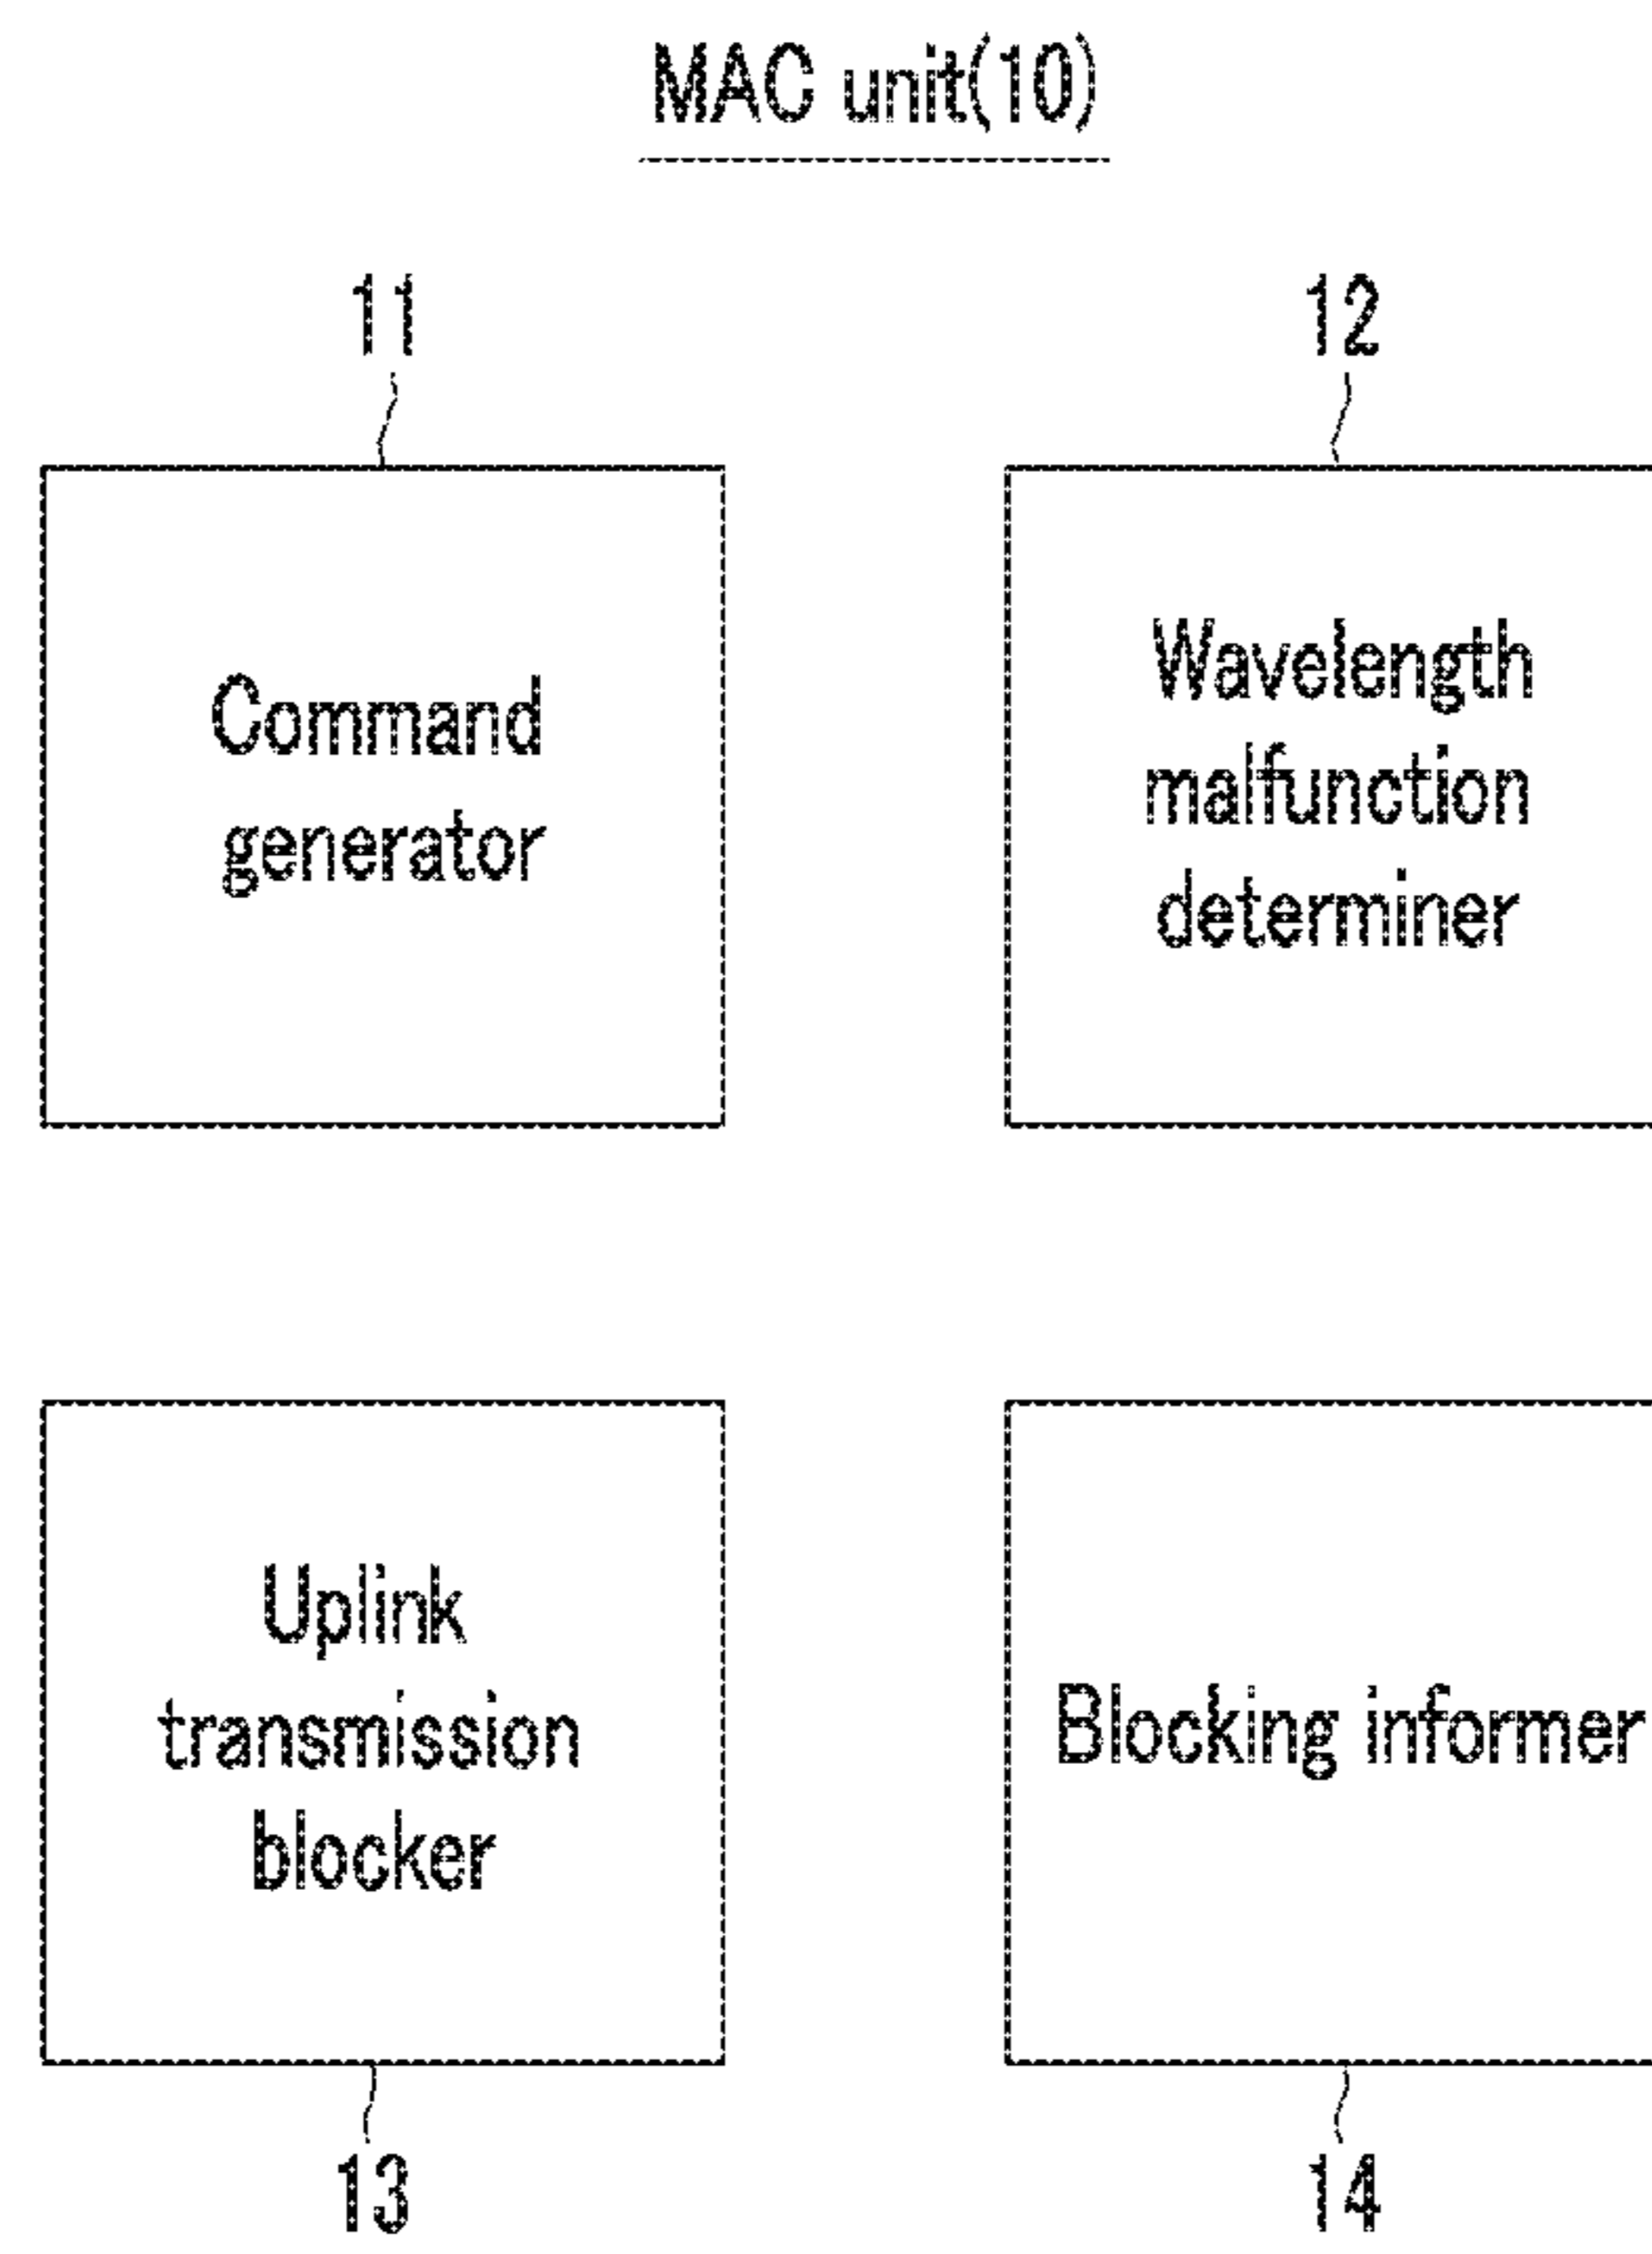 MAC unit(10)
11
12
Command
generator
Wavelength
malfunction
determiner
Uplink
transmission
blocker
Blocking informer
13
14